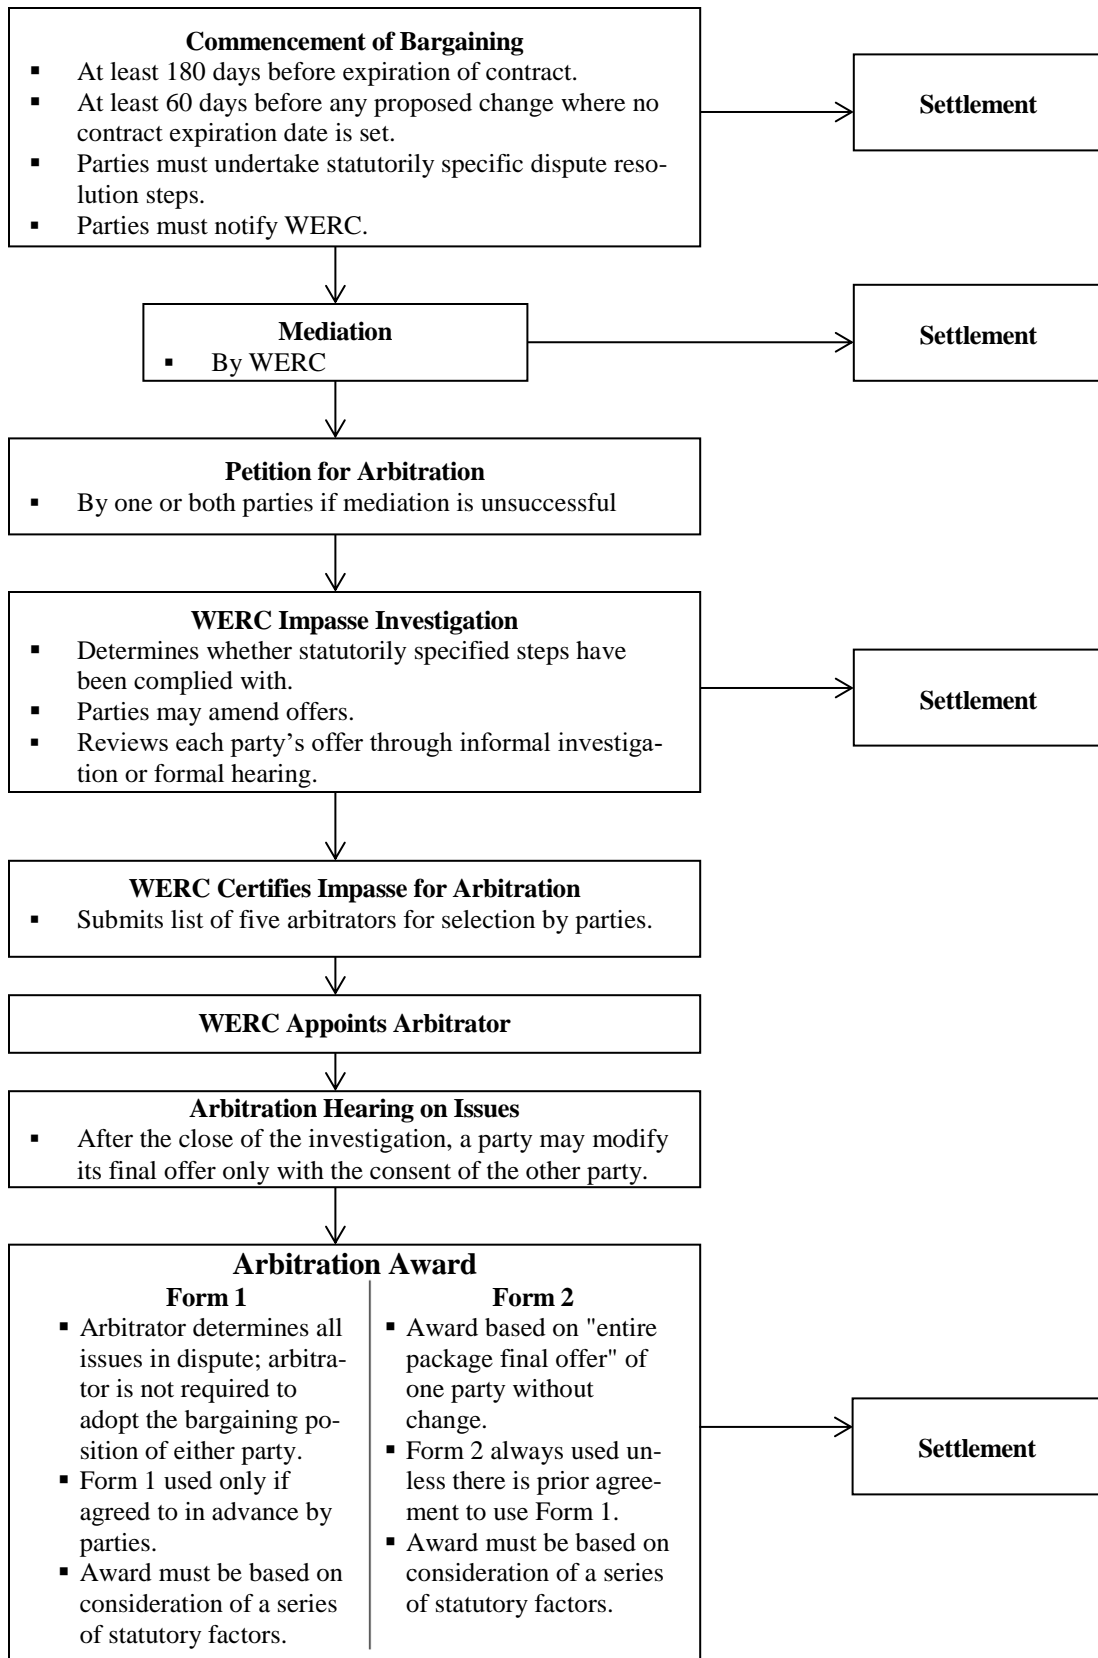 Commencement of Bargaining
▪ At least 180 days before expiration of contract.
▪ At least 60 days before any proposed change where no
contract expiration date is set.
▪ Parties must undertake statutorily specific dispute reso-
lution steps.
▪ Parties must notify WERC.
Settlement
Mediation
▪ By WERC
Settlement
Petition for Arbitration
▪ By one or both parties if mediation is unsuccessful
WERC Impasse Investigation
▪ Determines whether statutorily specified steps have
been complied with.
▪ Parties may amend offers.
▪ Reviews each party’s offer through informal investiga-
tion or formal hearing.
Settlement
WERC Certifies Impasse for Arbitration
▪ Submits list of five arbitrators for selection by parties.
WERC Appoints Arbitrator
Arbitration Hearing on Issues
▪ After the close of the investigation, a party may modify
its final offer only with the consent of the other party.
Arbitration Award
Form 1
▪ Arbitrator determines all
issues in dispute; arbitra-
tor is not required to
adopt the bargaining po-
sition of either party.
▪ Form 1 used only if
agreed to in advance by
parties.
▪ Award must be based on
consideration of a series
of statutory factors.
Form 2
▪ Award based on "entire
package final offer" of
one party without
change.
▪ Form 2 always used un-
less there is prior agree-
ment to use Form 1.
▪ Award must be based on
consideration of a series
of statutory factors.
Settlement